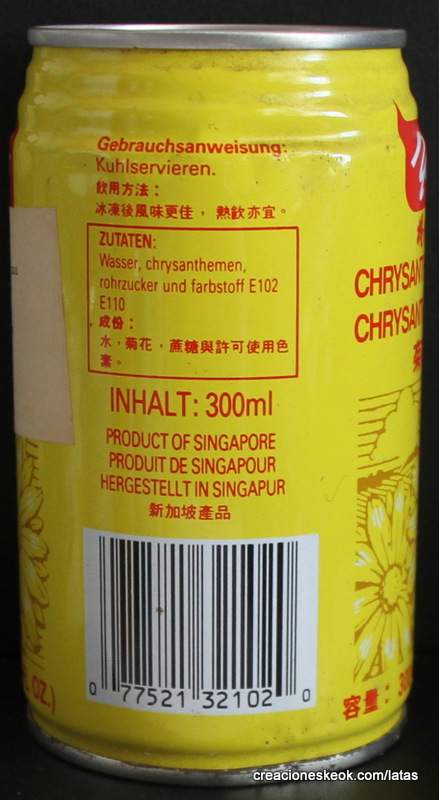 Gebrauchsanweisung:
Kuhlservieren.
飲用方法：
冰凍後風味更佳，熱飲亦宜。
ZUTATEN:
Wasser, chrysanthemen,
rohrzucker und farbstoff E102
E110
成份：
水，菊花，蔗糖與許可使用色
素。
INHALT: 300ml
PRODUCT OF SINGAPORE
PRODUIT DE SINGAPOUR
HERGESTELLT IN SINGAPUR
新加坡產品
0 77521 32102 0
OZ.)
CHRYSANT
CHRYSANT
菊
容量：30
creacioneskeok.com/latas